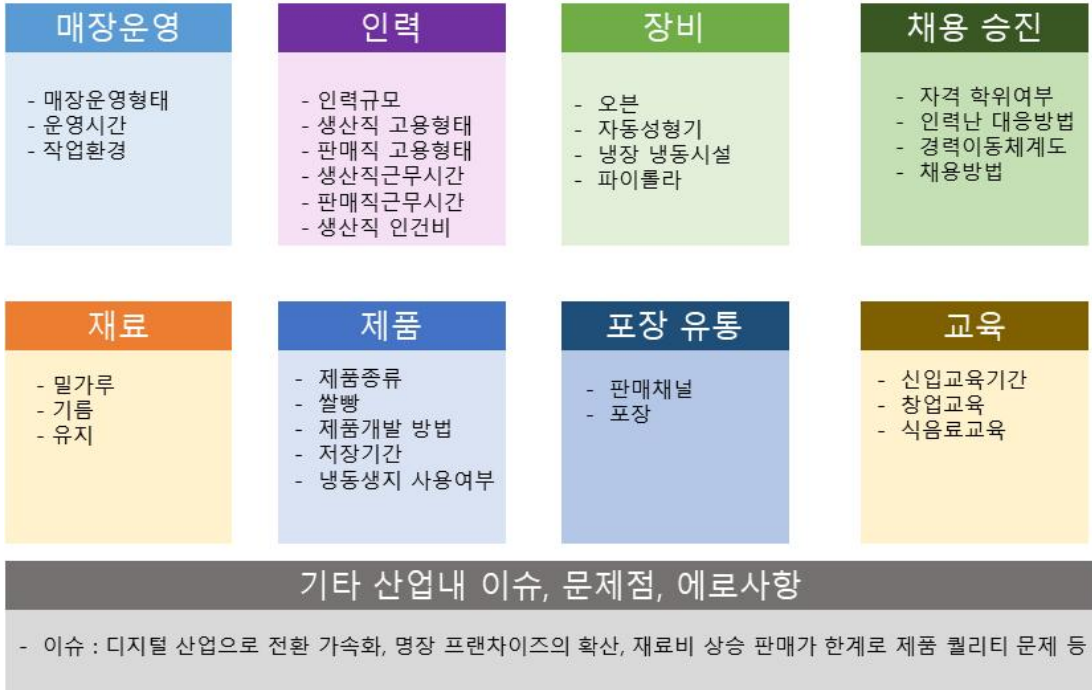 매장운영
- 매장운영형태
- 운영시간
- 작업환경
인력
- 인력규모
- 생산직 고용형태
- 판매직 고용형태
- 생산직근무시간
- 판매직근무시간
- 생산직 인건비
장비
- 오븐
- 자동성형기
- 냉장 냉동시설
- 파이롤라
채용 승진
- 자격 학위여부
- 인력난 대응방법
- 경력이동체계도
- 채용방법
재료
- 밀가루
- 기름
- 유지
제품
- 제품종류
- 쌀빵
- 제품개발 방법
- 저장기간
- 냉동생지 사용여부
포장 유통
- 판매채널
- 포장
교육
- 신입교육기간
- 창업교육
- 식음료교육
기타 산업내 이슈, 문제점, 에로사항
- 이슈 : 디지털 산업으로 전환 가속화, 명장 프랜차이즈의 확산, 재료비 상승 판매가 한계로 제품 퀄리티 문제 등